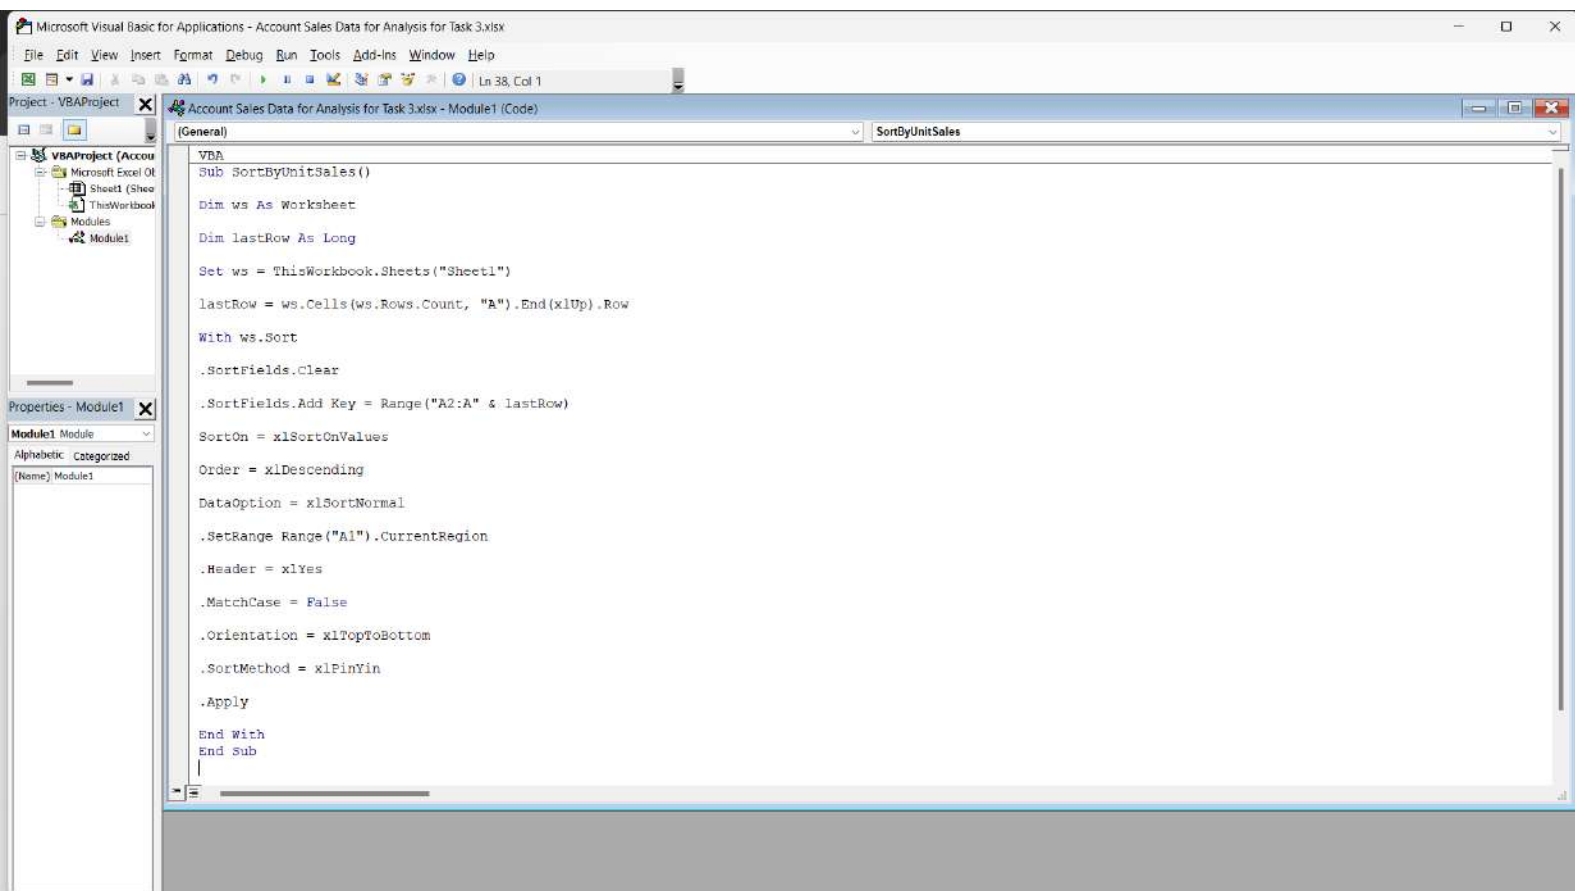 Microsoft Visual Basic for Applications - Account Sales Data for Analysis for Task 3.xlsx
File Edit View Insert Format Debug Run Tools Add-Ins Window Help
Ln 38, Col 1
Project - VBAProject
VBAProject (Accou
Microsoft Excel Ob
Sheet1 (Shee
ThisWorkbook
Modules
Module1
Properties - Module1
Module1 Module
Alphabetic Categorized
(Name) Module1
Account Sales Data for Analysis for Task 3.xlsx - Module1 (Code)
(General) SortByUnitSales
VBA
Sub SortByUnitSales()
Dim ws As Worksheet
Dim lastRow As Long
Set ws = ThisWorkbook.Sheets("Sheet1")
lastRow = ws.Cells(ws.Rows.Count, "A").End(xlUp).Row
With ws.Sort
.SortFields.Clear
.SortFields.Add Key = Range("A2:A" & lastRow)
SortOn = xlSortOnValues
Order = xlDescending
DataOption = xlSortNormal
.SetRange Range("A1").CurrentRegion
.Header = xlYes
.MatchCase = False
.Orientation = xlTopToBottom
.SortMethod = xlPinYin
.Apply
End With
End Sub